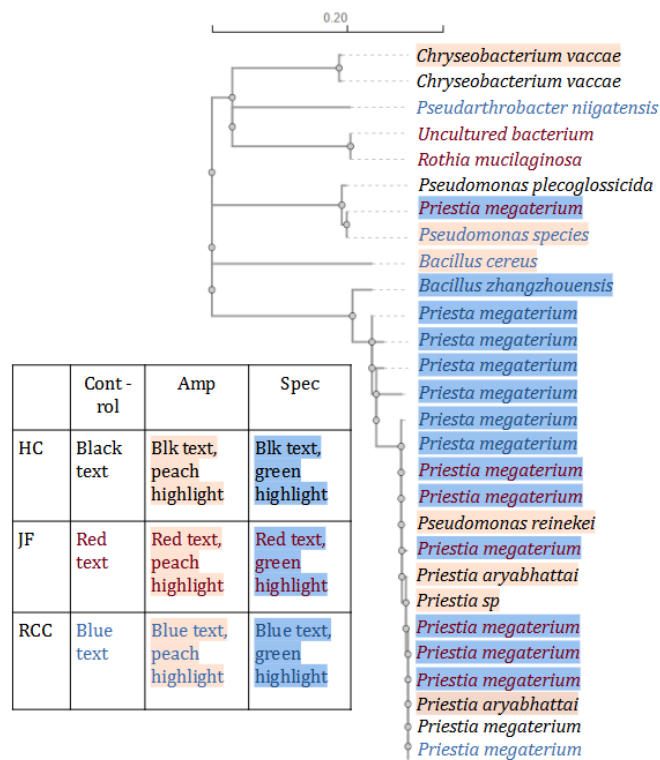 0.20
Chryseobacterium vaccae
Chryseobacterium vaccae
Pseudarthrobacter niigatensis
Uncultured bacterium
Rothia mucilaginosa
Pseudomonas plecoglossicida
Priestia megaterium
Pseudomonas species
Bacillus cereus
Bacillus zhangzhouensis
Priesta megaterium
Priesta megaterium
Priesta megaterium
Priesta megaterium
Priesta megaterium
Priesta megaterium
Priestia megaterium
Priestia megaterium
Pseudomonas reinekei
Priestia megaterium
Priestia aryabhattai
Priestia sp
Priestia megaterium
Priestia megaterium
Priestia megaterium
Priestia aryabhattai
Priestia megaterium
Priestia megaterium
Cont - Amp Spec
rol
HC Black Blk text, Blk text,
text peach green
highlight highlight
JF Red Red text, Red text,
text peach green
highlight highlight
RCC Blue Blue text, Blue text,
text peach green
highlight highlight